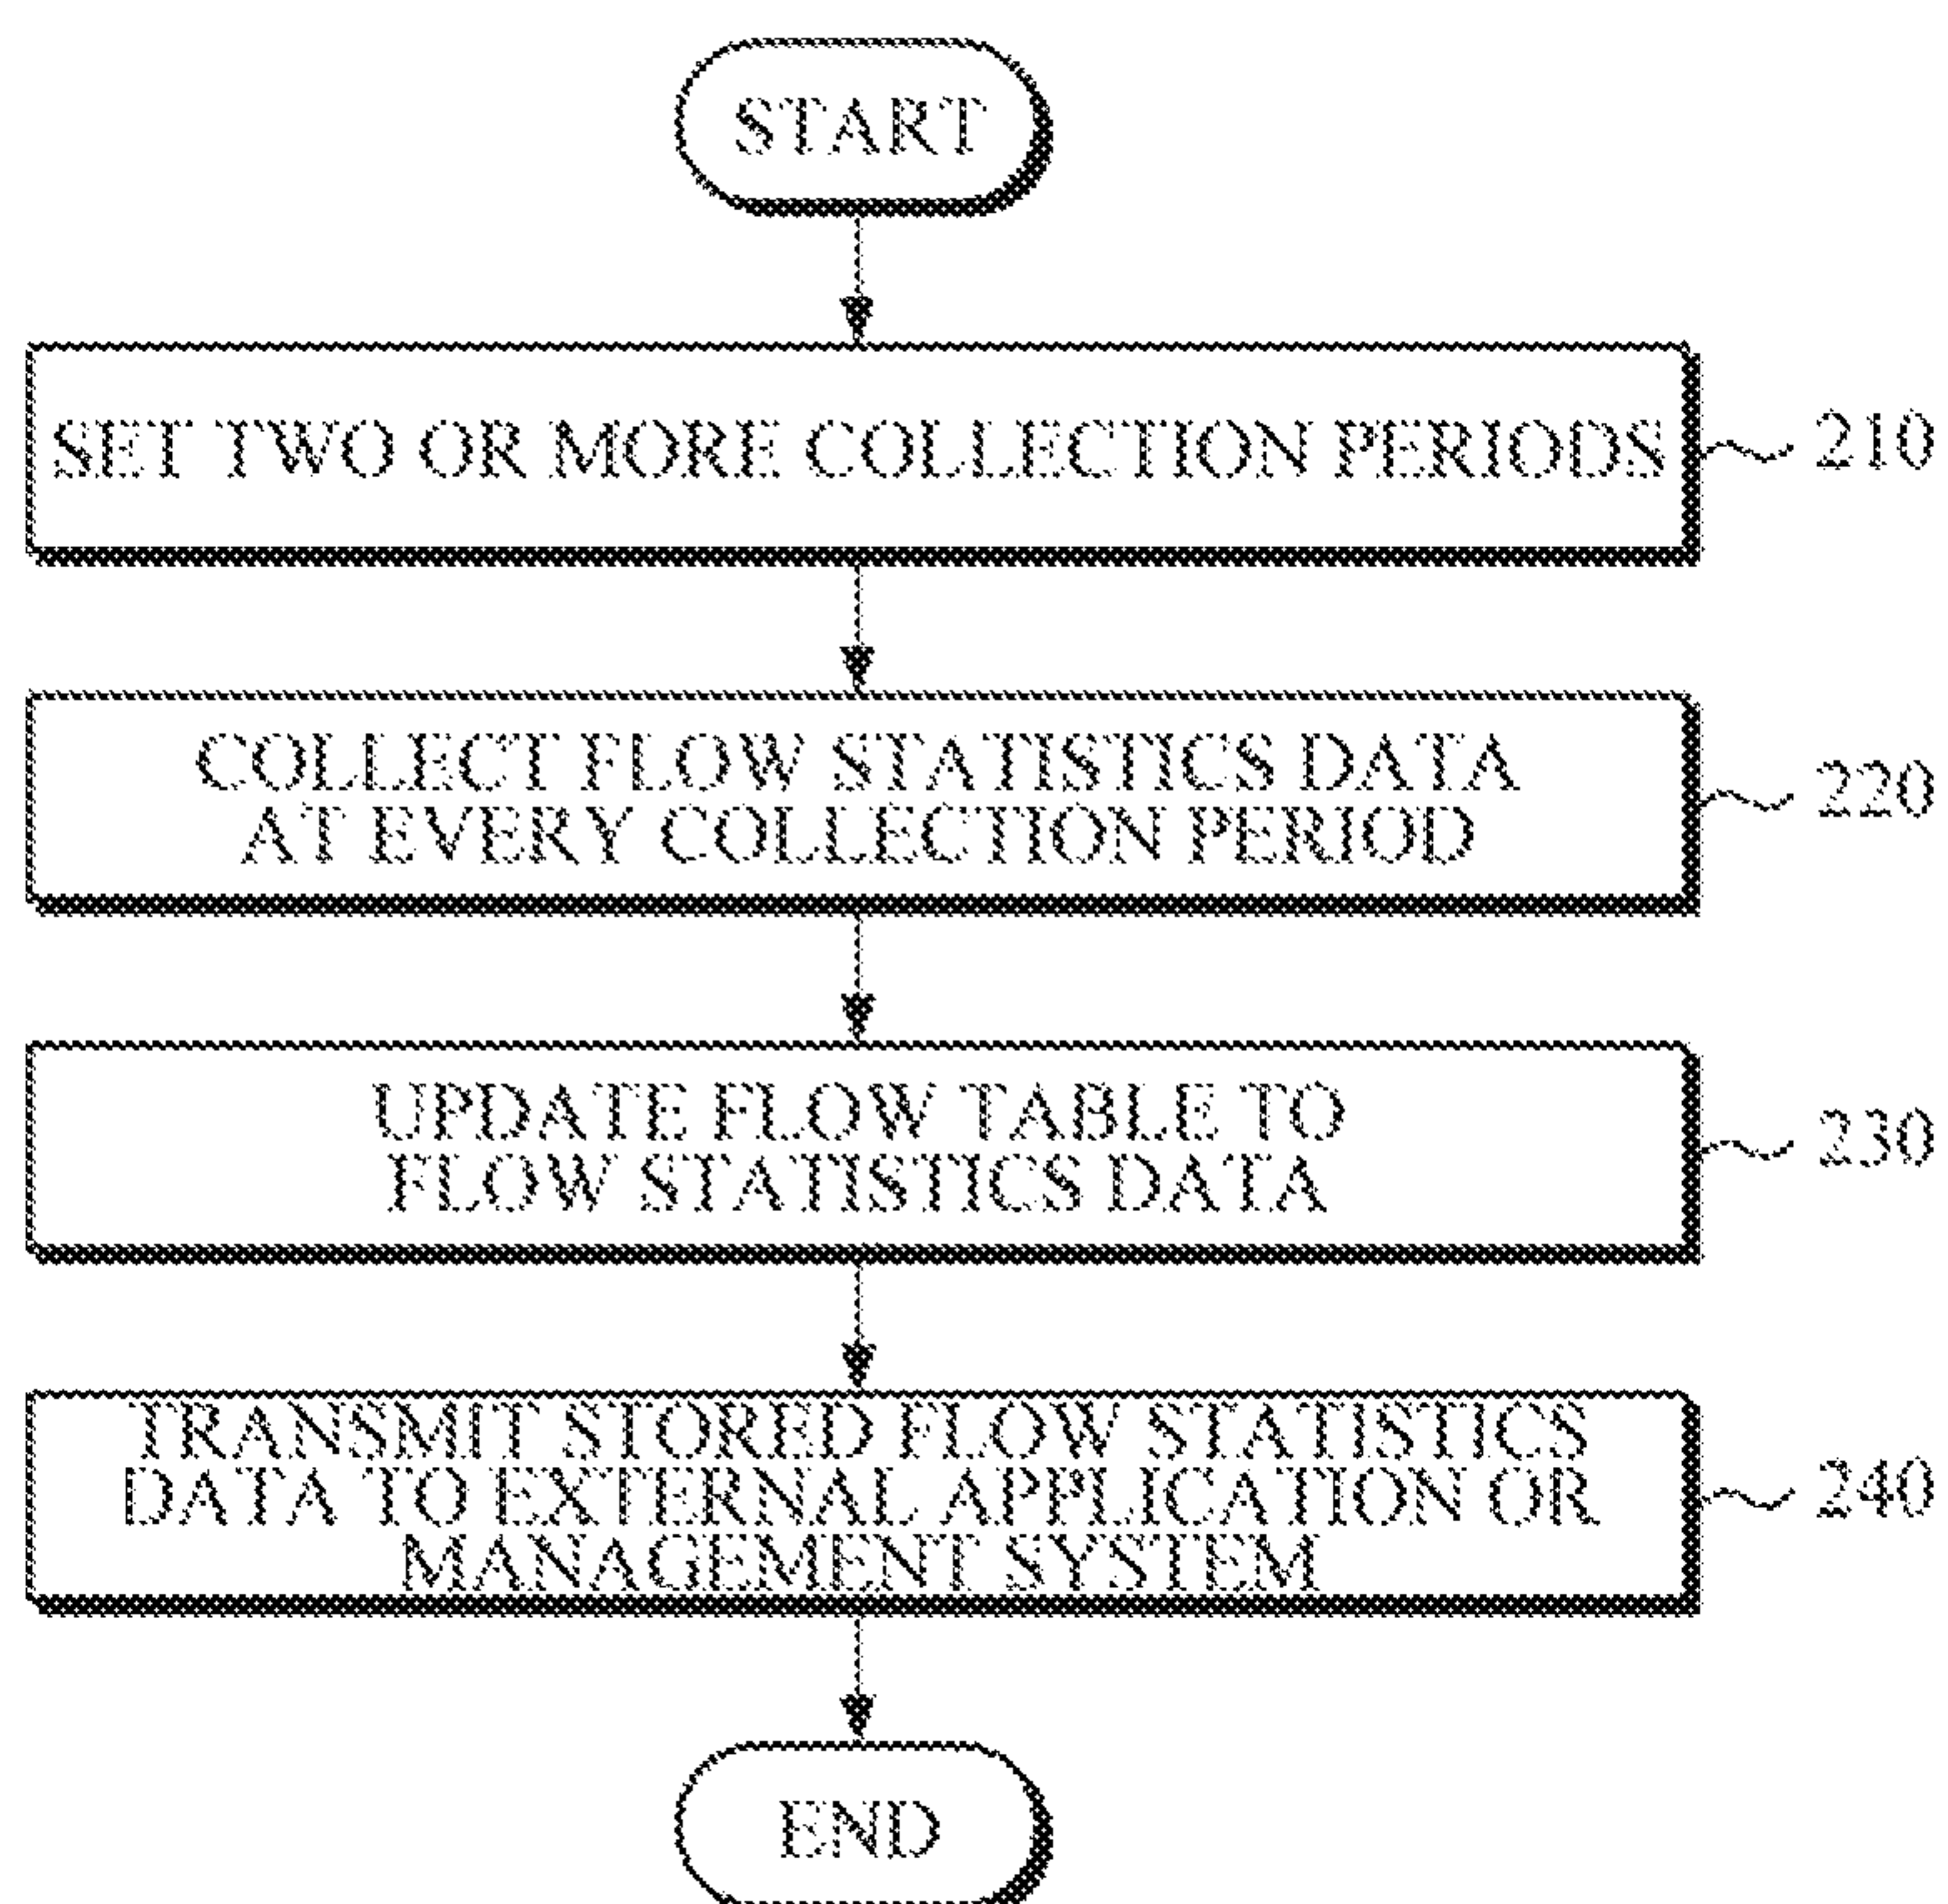 START
SET TWO OR MORE COLLECTION PERIODS
210
COLLECT FLOW STATISTICS DATA
AT EVERY COLLECTION PERIOD
220
UPDATE FLOW TABLE TO
FLOW STATISTICS DATA
230
TRANSMIT STORED FLOW STATISTICS
DATA TO EXTERNAL APPLICATION OR
MANAGEMENT SYSTEM
240
END